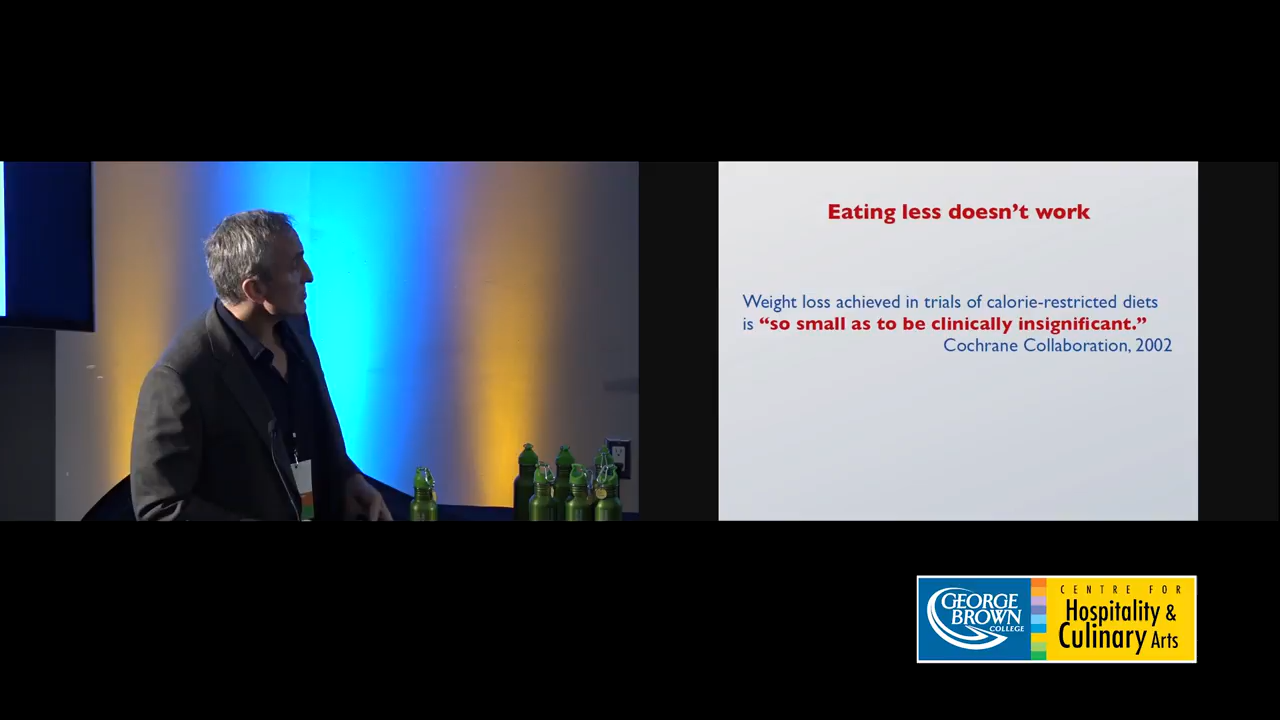 Eating less doesn't work
Weight loss achieved in trials of calorie-restricted diets
is "so small as to be clinically insignificant."
Cochrane Collaboration, 2002
GEORGE
BROWN
COLLEGE
CENTRE FOR
Hospitality &
Culinary Arts